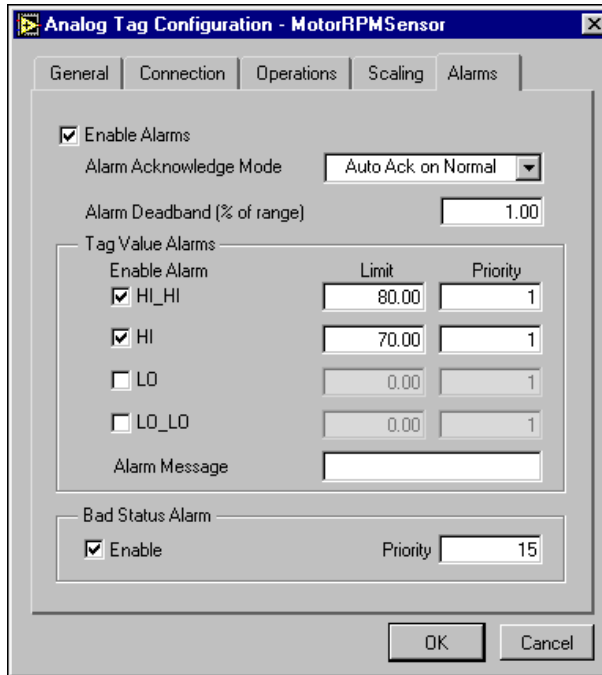 Analog Tag Configuration - MotorRPMSensor
General Connection Operations Scaling Alarms
Enable Alarms
Alarm Acknowledge Mode Auto Ack on Normal
Alarm Deadband (% of range) 1.00
Tag Value Alarms
Enable Alarm Limit Priority
HI_HI 80.00 1
HI 70.00 1
LO 0.00 1
LO_LO 0.00 1
Alarm Message
Bad Status Alarm
Enable Priority 15
OK Cancel